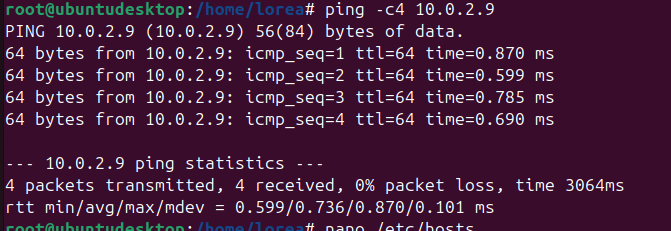 root@ubuntudesktop:/home/lorea# ping -c4 10.0.2.9
PING 10.0.2.9 (10.0.2.9) 56(84) bytes of data.
64 bytes from 10.0.2.9: icmp_seq=1 ttl=64 time=0.870 ms
64 bytes from 10.0.2.9: icmp_seq=2 ttl=64 time=0.599 ms
64 bytes from 10.0.2.9: icmp_seq=3 ttl=64 time=0.785 ms
64 bytes from 10.0.2.9: icmp_seq=4 ttl=64 time=0.690 ms
--- 10.0.2.9 ping statistics ---
4 packets transmitted, 4 received, 0% packet loss, time 3064ms
rtt min/avg/max/mdev = 0.599/0.736/0.870/0.101 ms
root@ubuntudesktop:/home/lorea# nano /etc/hosts